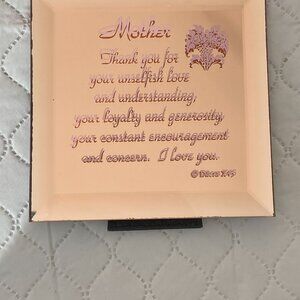 Mother
Thank you for
your unselfish love
and understanding,
your loyalty and generosity,
your constant encouragement
and concern. I love you.
©